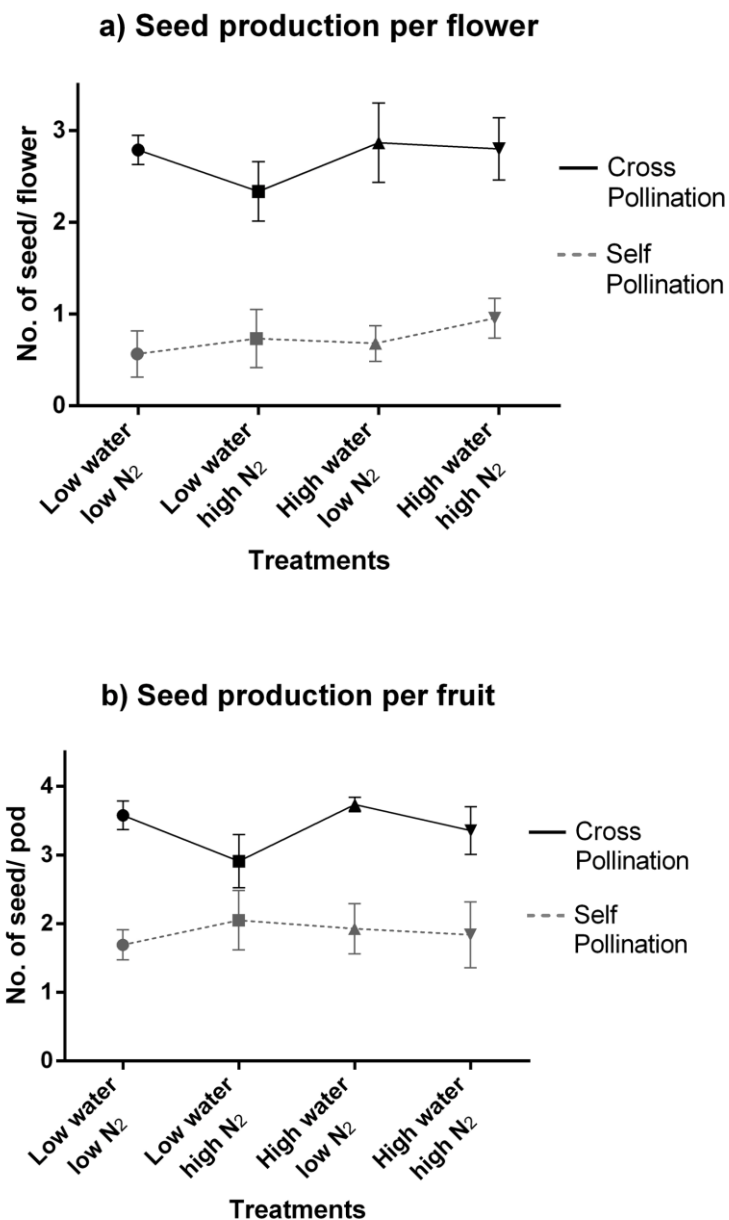 a) Seed production per flower
No. of seed/ flower
3
2
1
0
Low water
low N₂
Low water
high N₂
High water
low N₂
High water
high N₂
Treatments
Cross
Pollination
Self
Pollination
b) Seed production per fruit
No. of seed/ pod
4
3
2
1
0
Low water
low N₂
Low water
high N₂
High water
low N₂
High water
high N₂
Treatments
Cross
Pollination
Self
Pollination